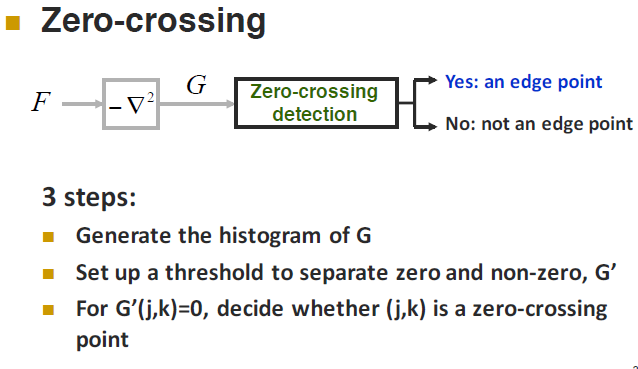 Zero-crossing
F
− ∇²
G
Zero-crossing
detection
Yes: an edge point
No: not an edge point
3 steps:
Generate the histogram of G
Set up a threshold to separate zero and non-zero, G’
For G’(j,k)=0, decide whether (j,k) is a zero-crossing
point